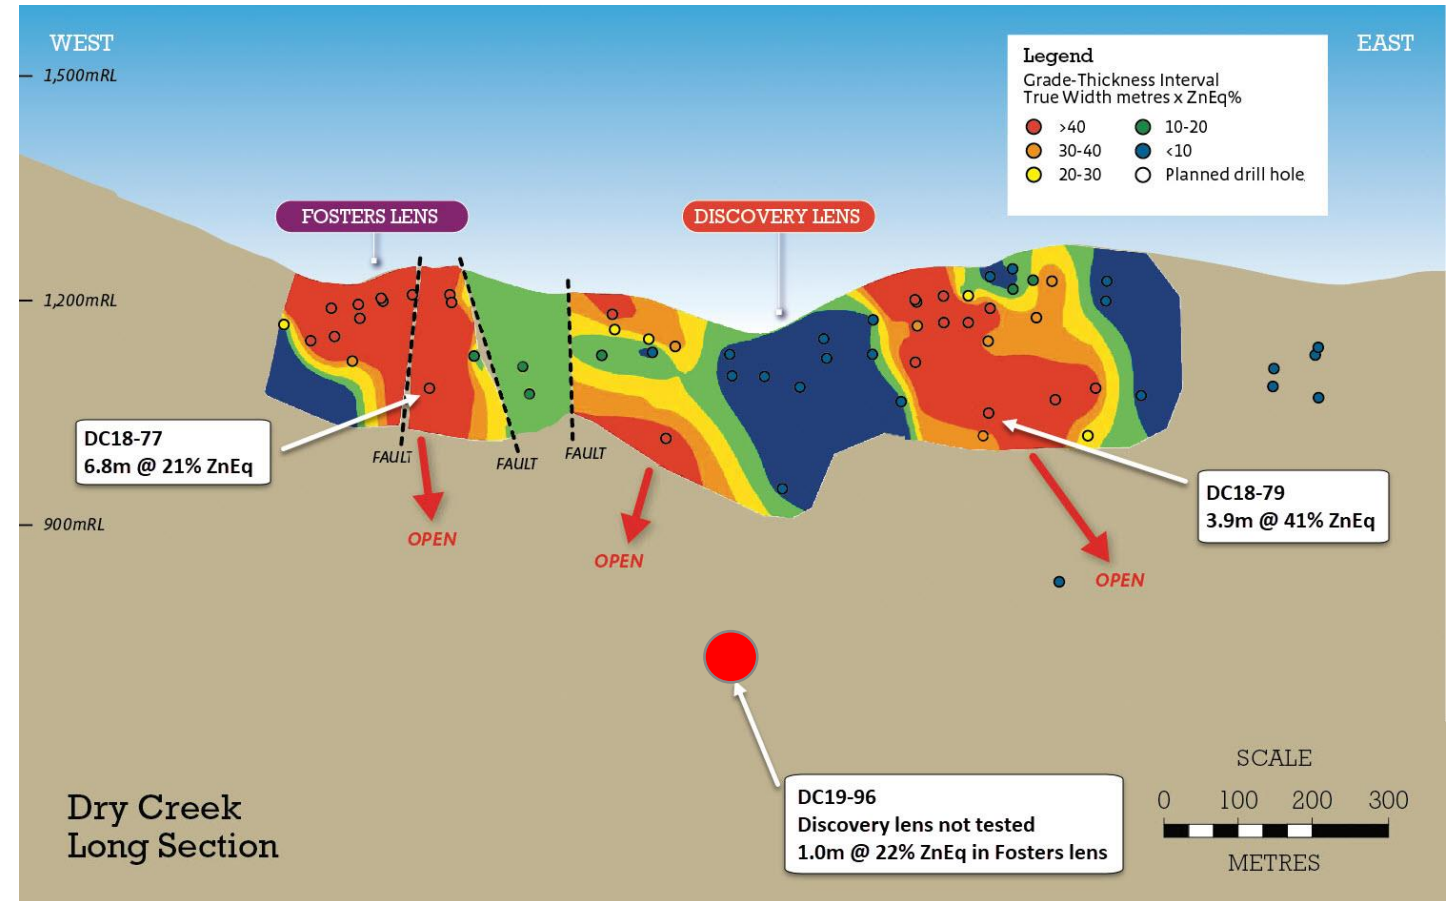 WEST
EAST
1,500mRL
Legend
Grade-Thickness Interval
True Width metres x ZnEq%
>40
10-20
30-40
<10
20-30
Planned drill hole
FOSTERS LENS
DISCOVERY LENS
1,200mRL
DC18-77
6.8m @ 21% ZnEq
FAULT
FAULT
FAULT
DC18-79
3.9m @ 41% ZnEq
900mRL
OPEN
OPEN
OPEN
DC19-96
Discovery lens not tested
1.0m @ 22% ZnEq in Fosters lens
Dry Creek
Long Section
SCALE
0 100 200 300
METRES